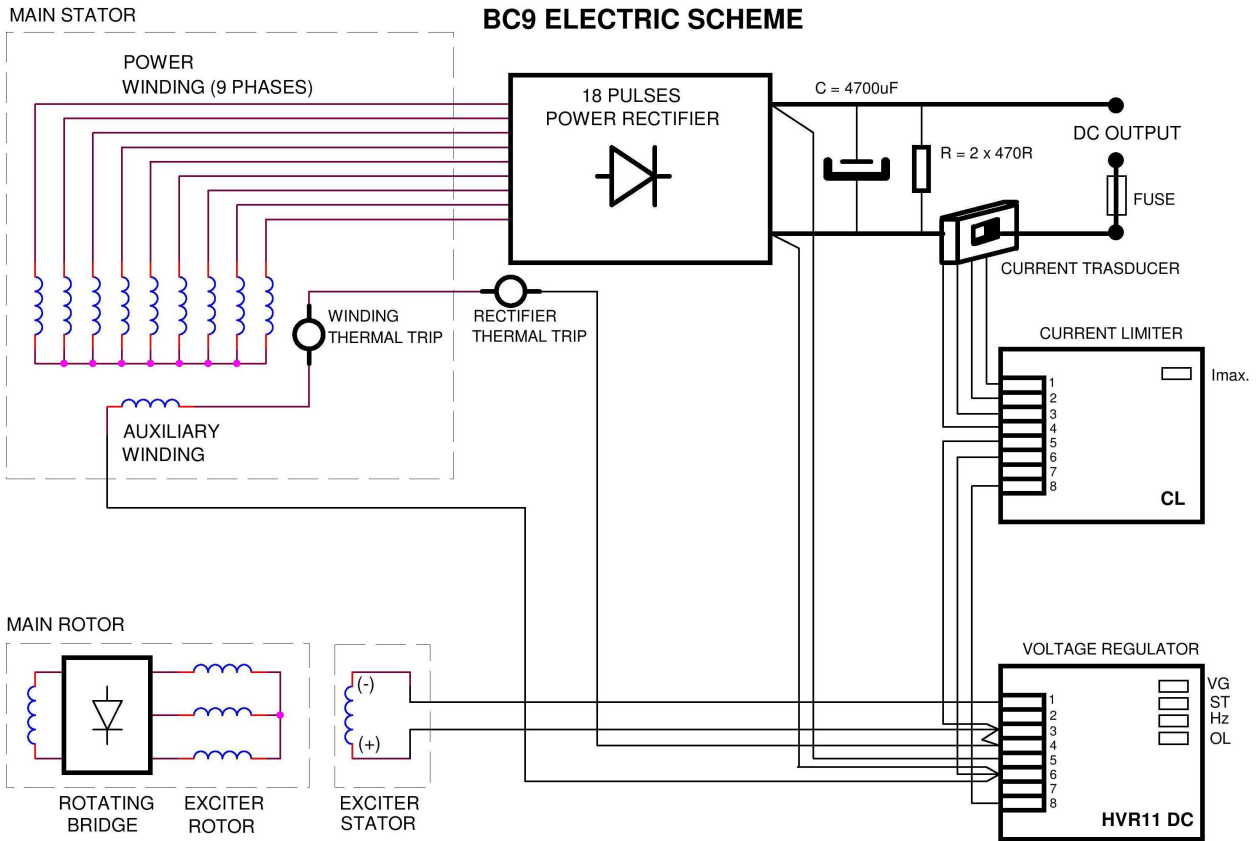 MAIN STATOR
BC9 ELECTRIC SCHEME
POWER
WINDING (9 PHASES)
18 PULSES
POWER RECTIFIER
C = 4700uF
R = 2 x 470R
DC OUTPUT
FUSE
CURRENT TRASDUCER
WINDING
THERMAL TRIP
RECTIFIER
THERMAL TRIP
CURRENT LIMITER
Imax.
1
2
3
4
5
6
7
8
CL
AUXILIARY
WINDING
MAIN ROTOR
ROTATING
BRIDGE
EXCITER
ROTOR
(-)
(+)
EXCITER
STATOR
VOLTAGE REGULATOR
VG
ST
Hz
OL
1
2
3
4
5
6
7
8
HVR11 DC